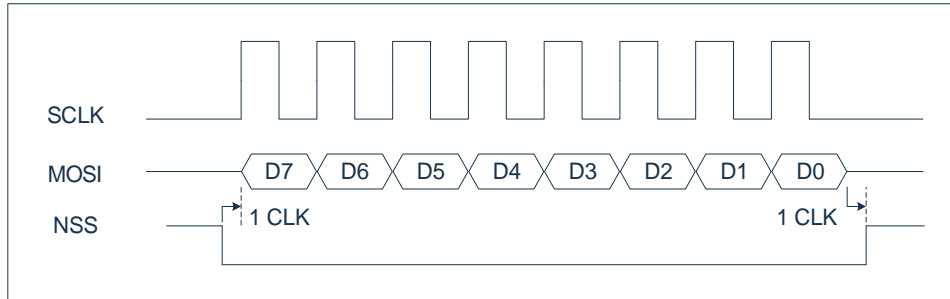 SCLK
MOSI D7 D6 D5 D4 D3 D2 D1 D0
1 CLK 1 CLK
NSS